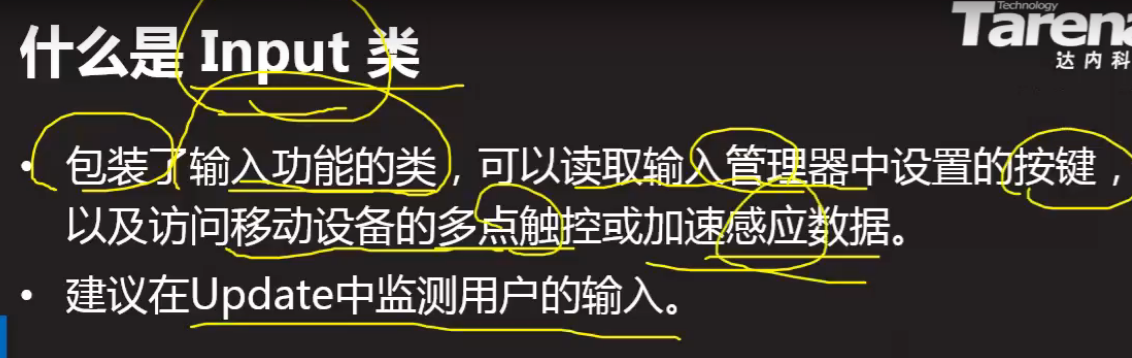 Technology
Tarena
什么是 Input 类
达内科
• 包装了输入功能的类，可以读取输入管理器中设置的按键，
以及访问移动设备的多点触控或加速感应数据。
• 建议在Update中监测用户的输入。